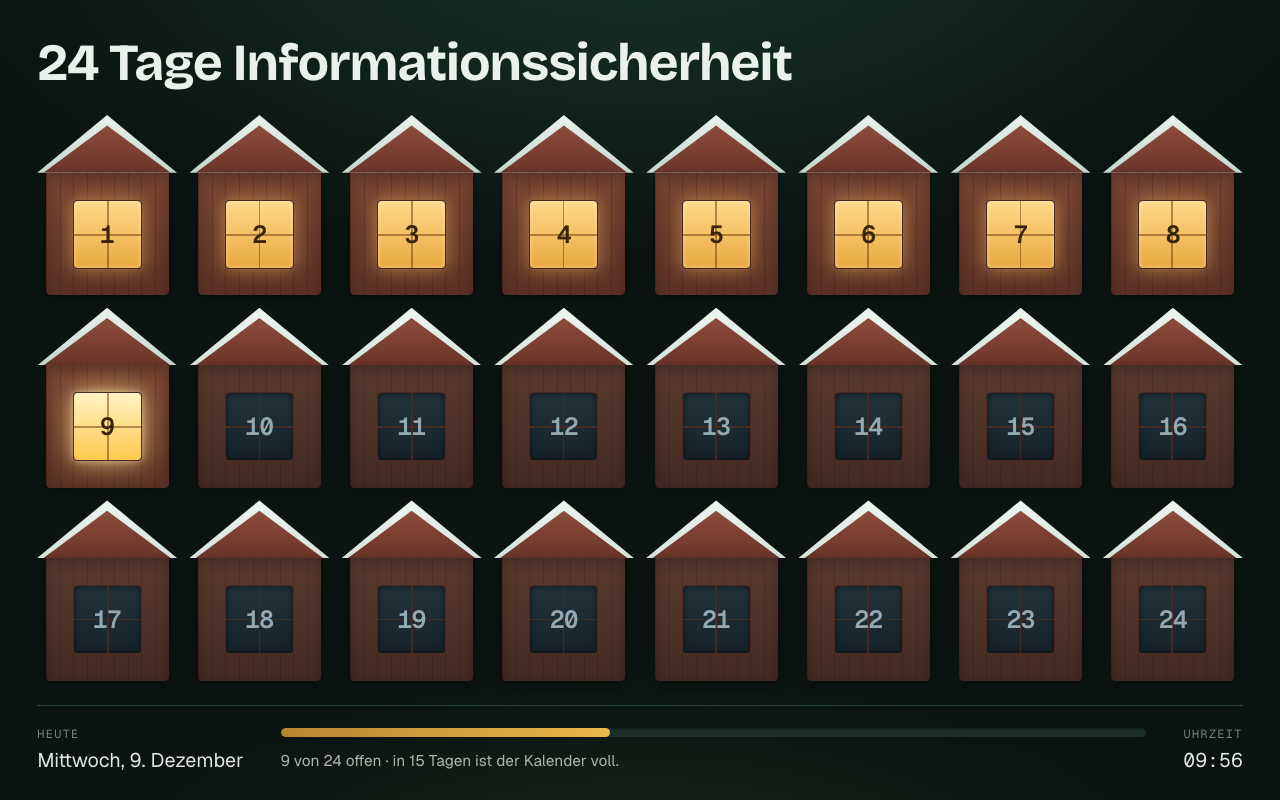 24 Tage Informationssicherheit
1 2 3 4 5 6 7 8
9 10 11 12 13 14 15 16
17 18 19 20 21 22 23 24
HEUTE
Mittwoch, 9. Dezember
9 von 24 offen · in 15 Tagen ist der Kalender voll.
UHRZEIT
09:56